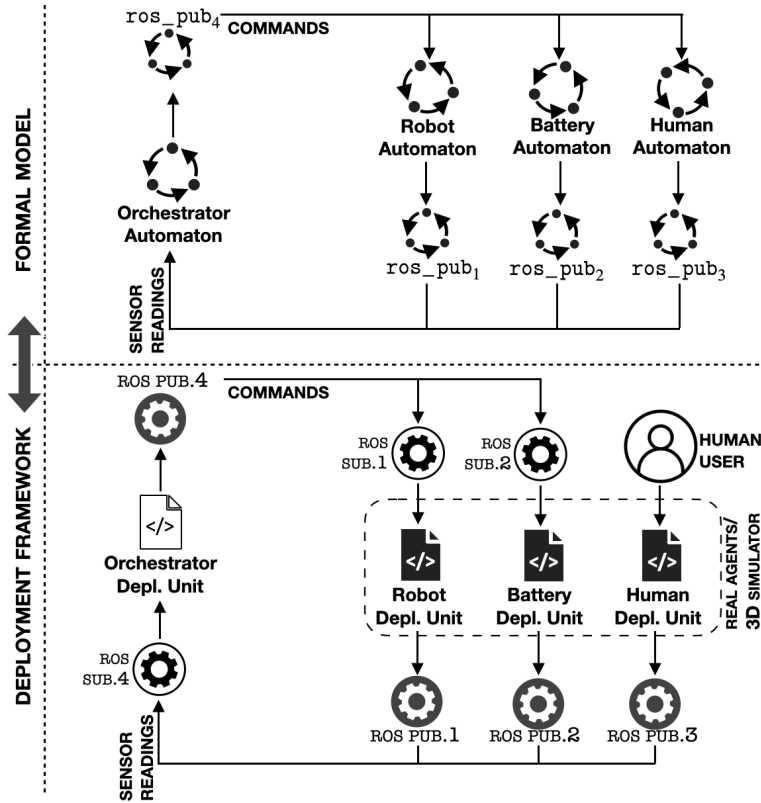 FORMAL MODEL
ros_pub4
COMMANDS
Robot
Automaton
Battery
Automaton
Human
Automaton
Orchestrator
Automaton
ros_pub1
ros_pub2
ros_pub3
SENSOR
READINGS
DEPLOYMENT FRAMEWORK
ROS PUB.4
COMMANDS
ROS
SUB.1
ROS
SUB.2
HUMAN
USER
Orchestrator
Depl. Unit
</>
</>
</>
</>
Robot
Depl. Unit
Battery
Depl. Unit
Human
Depl. Unit
REAL AGENTS/
3D SIMULATOR
ROS
SUB.4
ROS PUB.1
ROS PUB.2
ROS PUB.3
SENSOR
READINGS